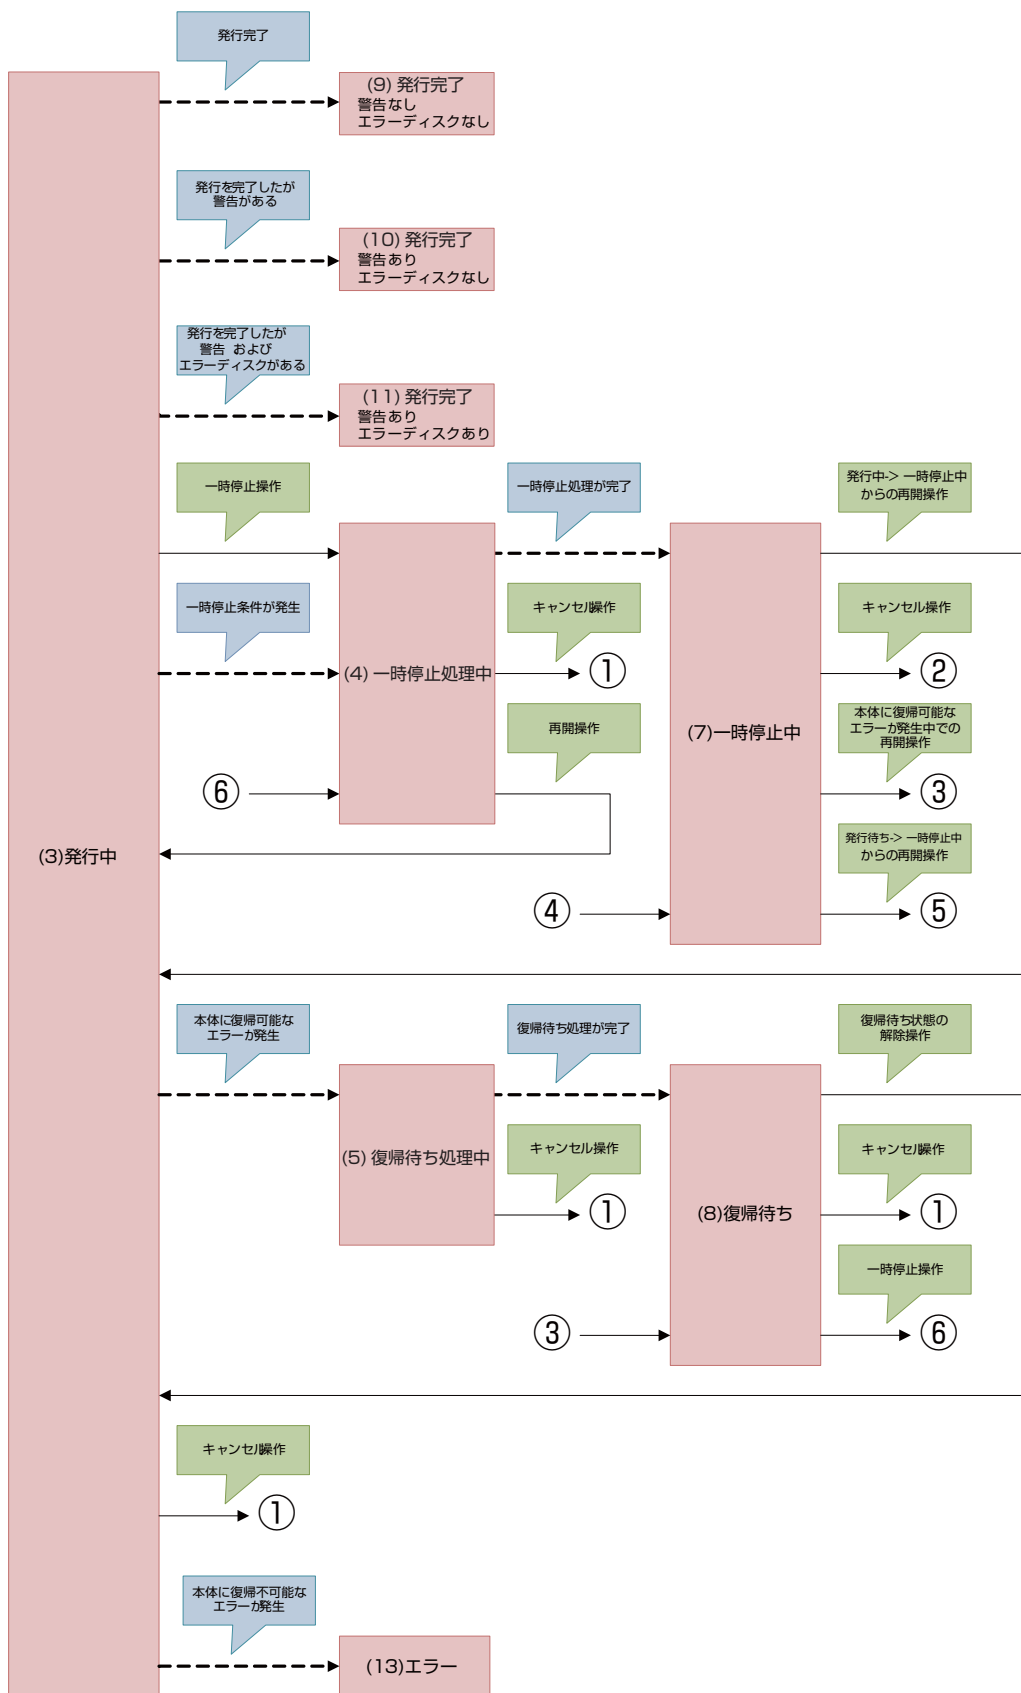 発行完了
(9) 発行完了
警告なし
エラーディスクなし
発行を完了したが
警告がある
(10) 発行完了
警告あり
エラーディスクなし
発行を完了したが
警告 および
エラーディスクがある
(11) 発行完了
警告あり
エラーディスクあり
一時停止操作
一時停止処理が完了
発行中-> 一時停止中
からの再開操作
一時停止条件が発生
キャンセル操作
キャンセル操作
(4) 一時停止処理中
①
②
再開操作
本体に復帰可能な
エラーが発生中での
再開操作
(7)一時停止中
⑥
③
(3)発行中
発行待ち-> 一時停止中
からの再開操作
④
⑤
本体に復帰可能な
エラーが発生
復帰待ち処理が完了
復帰待ち状態の
解除操作
(5) 復帰待ち処理中
キャンセル操作
キャンセル操作
①
(8)復帰待ち
①
一時停止操作
③
⑥
キャンセル操作
①
本体に復帰不可能な
エラーが発生
(13)エラー